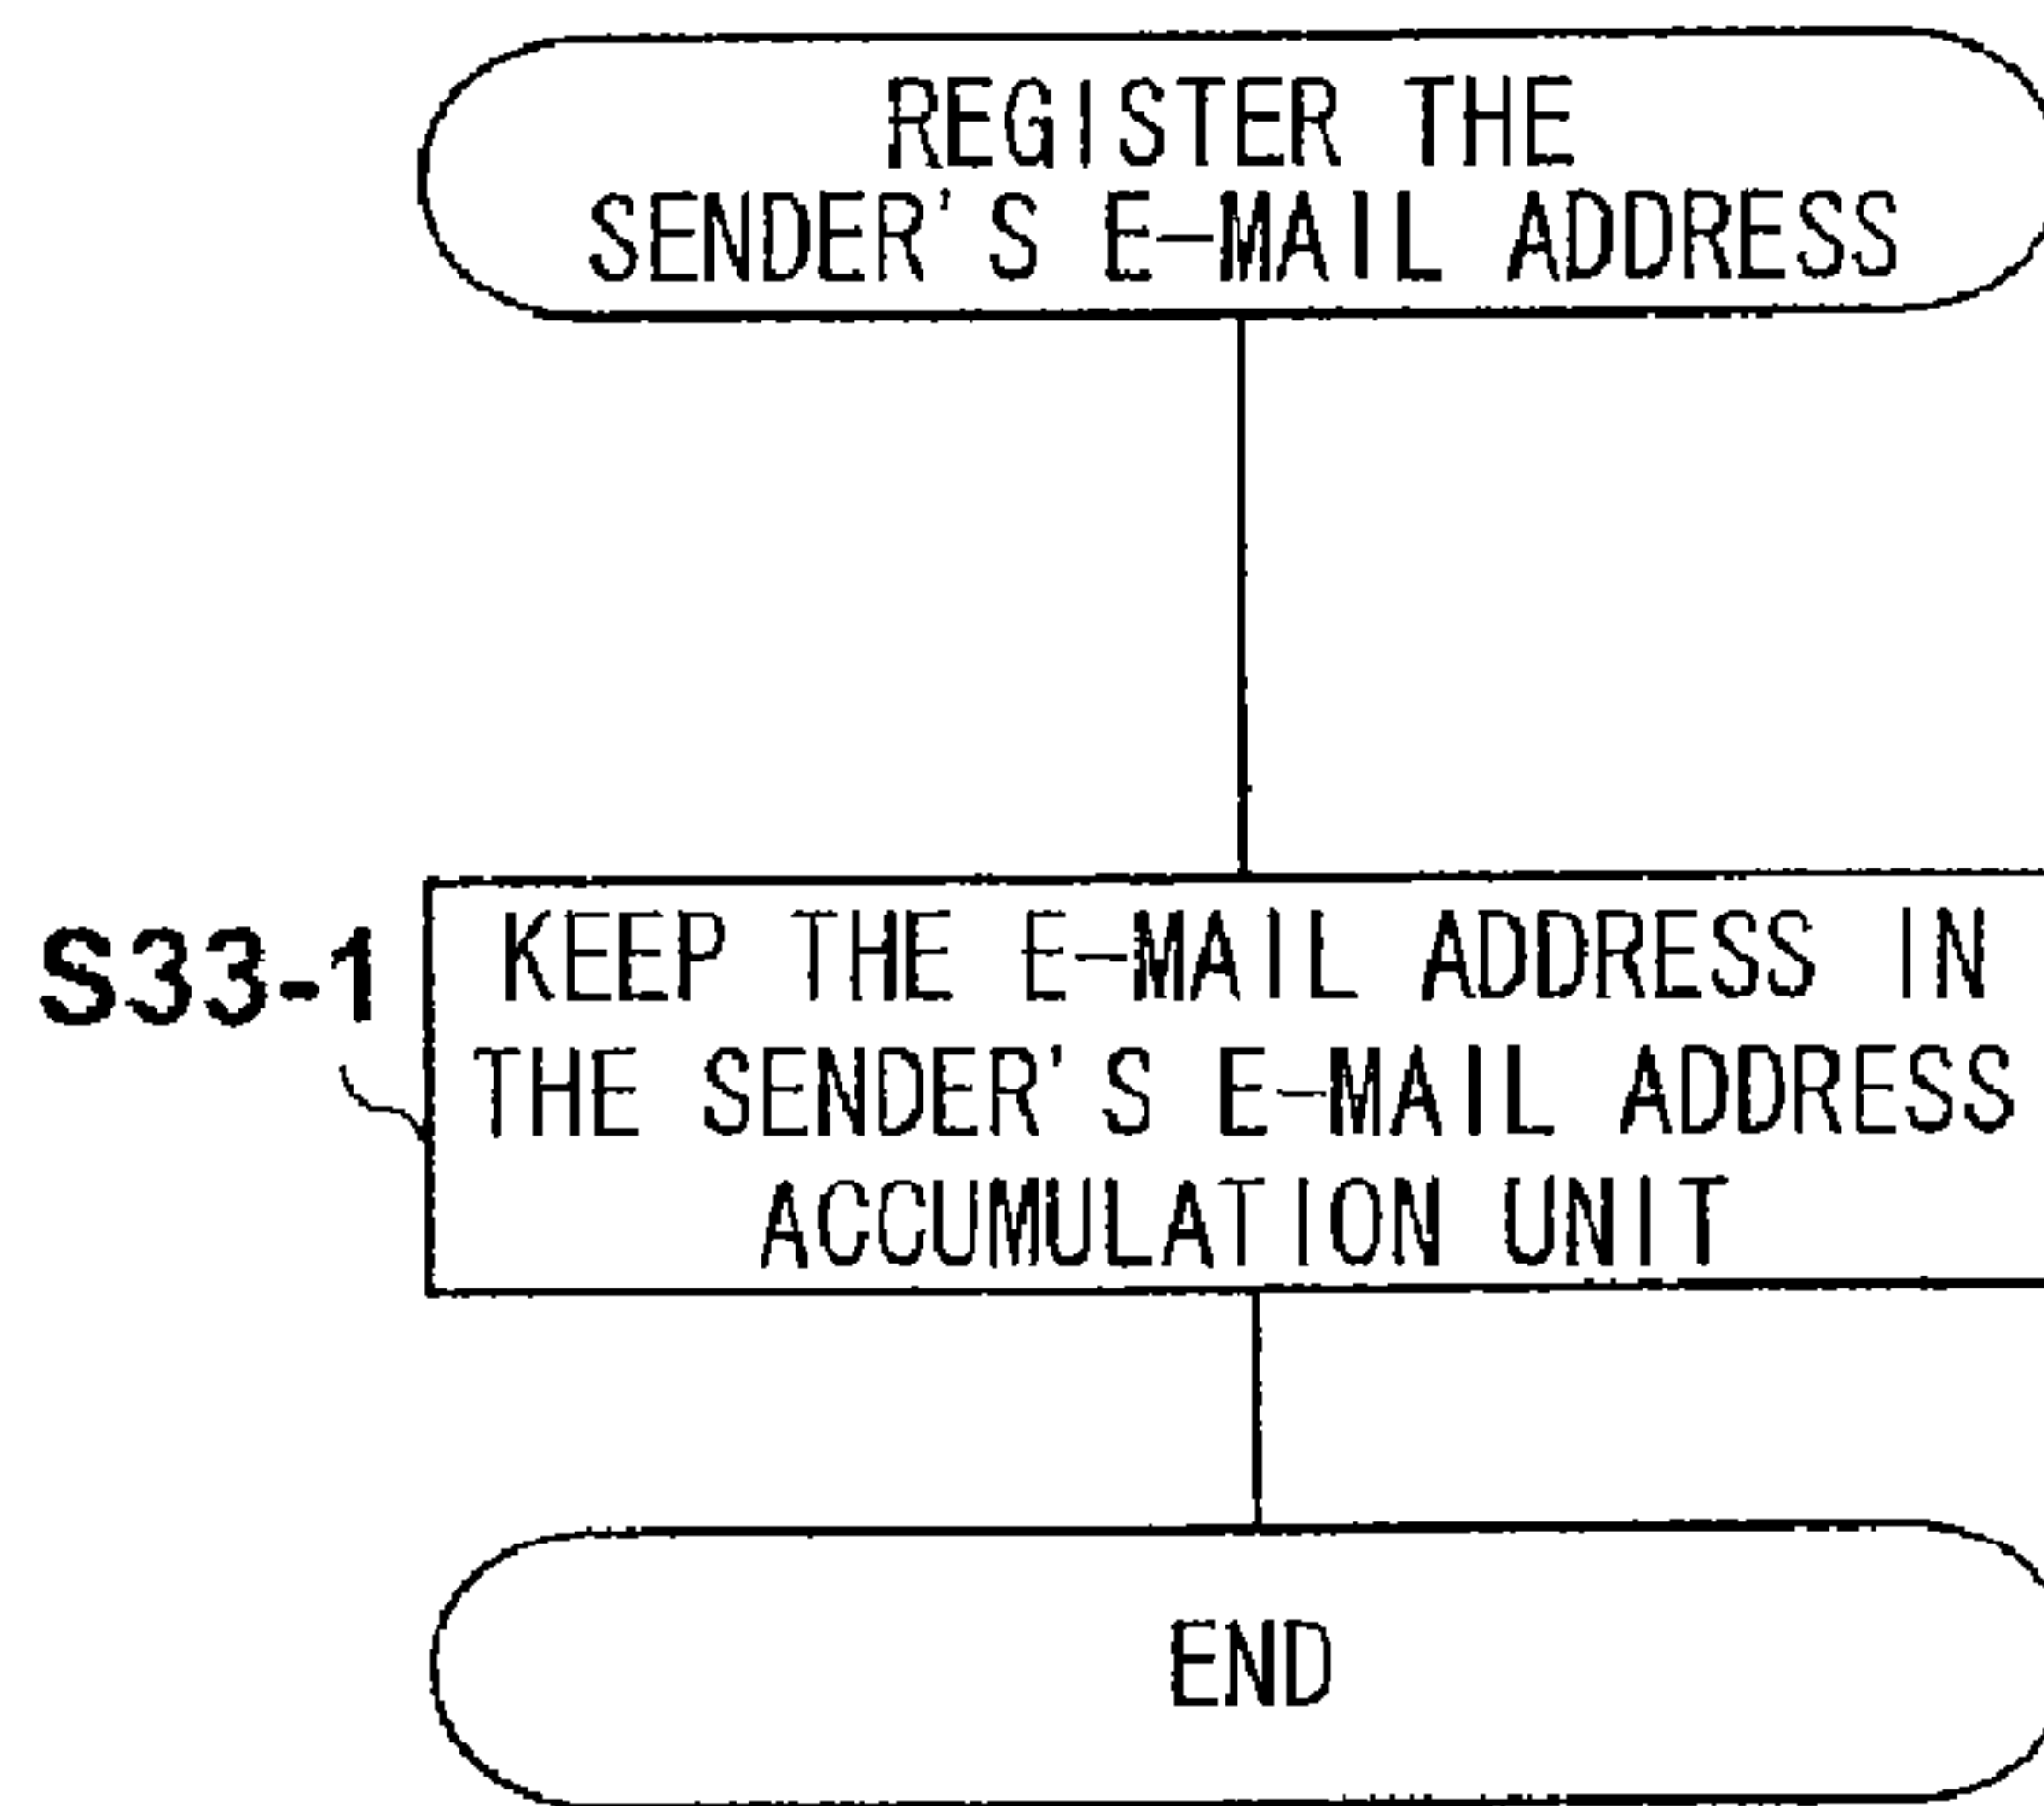 REGISTER THE
SENDER'S E-MAIL ADDRESS
S33-1
KEEP THE E-MAIL ADDRESS IN
THE SENDER'S E-MAIL ADDRESS
ACCUMULATION UNIT
END